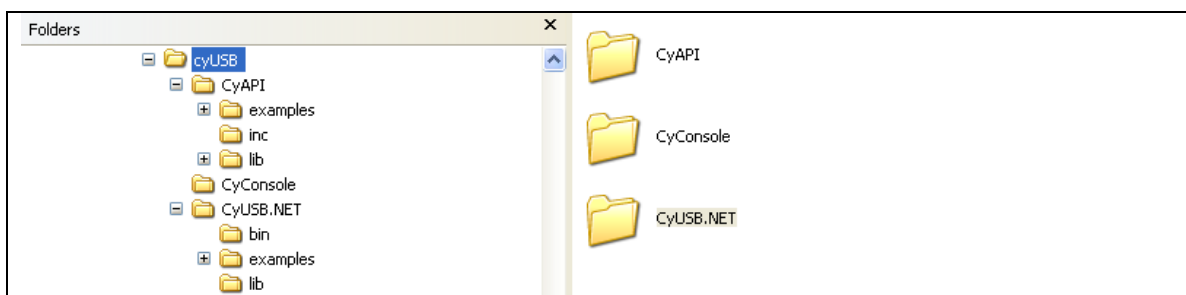 Folders
cyUSB
CyAPI
examples
inc
lib
CyConsole
CyUSB.NET
bin
examples
lib
CyAPI
CyConsole
CyUSB.NET